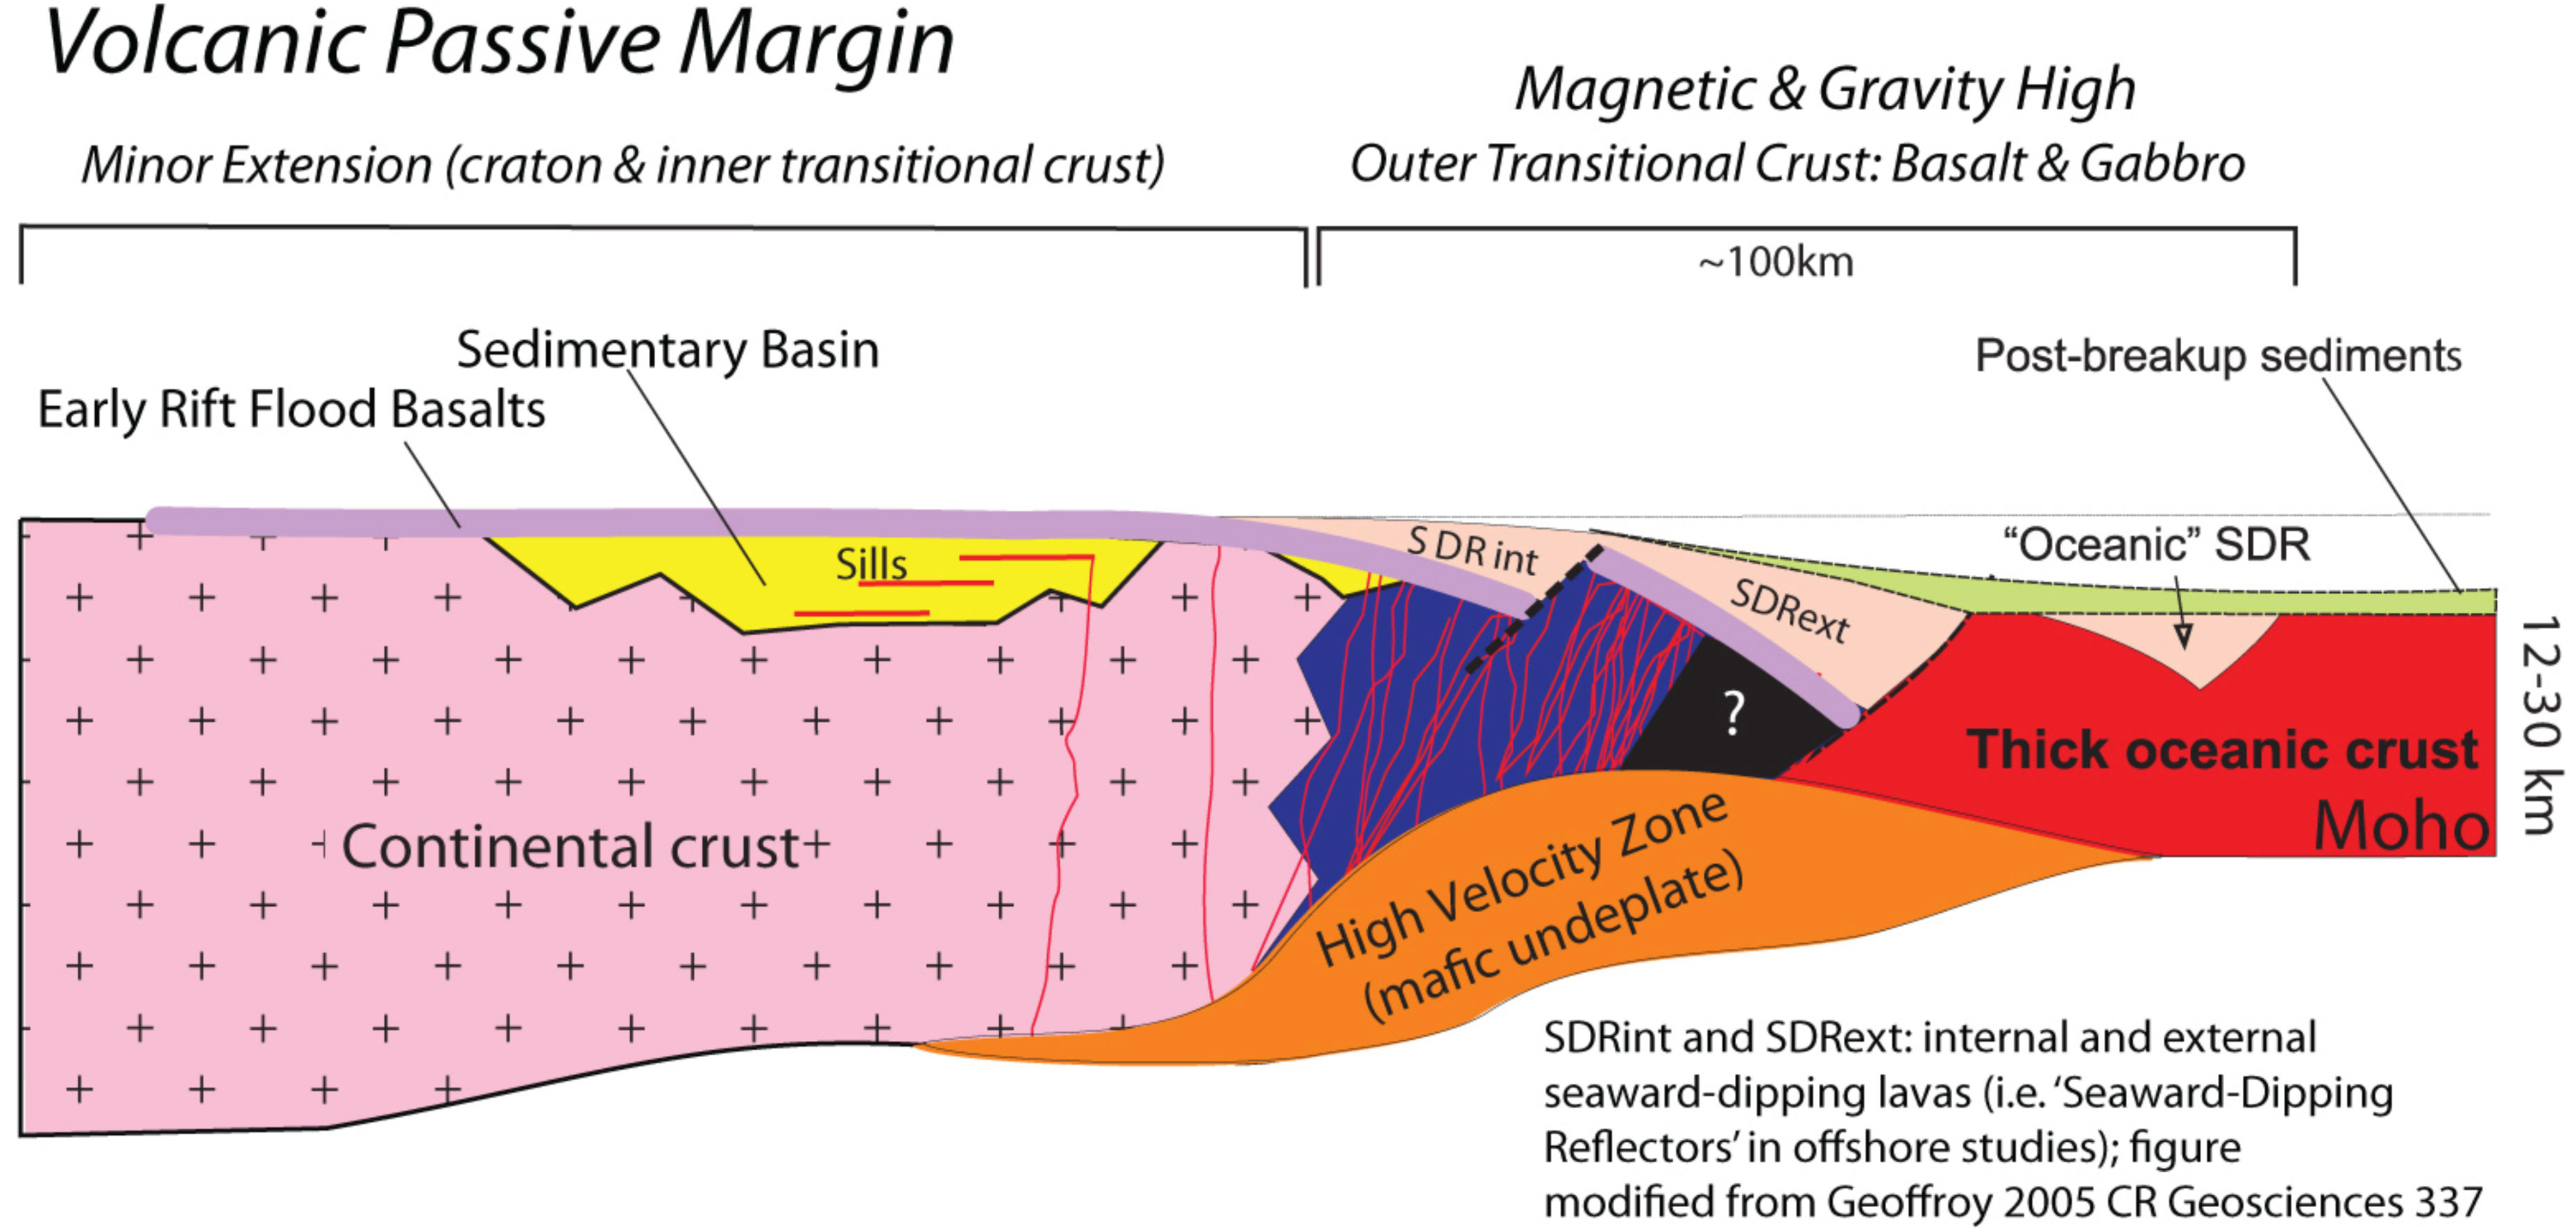 Volcanic Passive Margin
Magnetic & Gravity High
Minor Extension (craton & inner transitional crust)
Outer Transitional Crust: Basalt & Gabbro
~100km
Sedimentary Basin
Post-breakup sediments
Early Rift Flood Basalts
SDR int
"Oceanic" SDR
Sills
SDRext
12-30 km
?
Thick oceanic crust
Moho
Continental crust
High Velocity Zone
(mafic undeplate)
SDRint and SDRext: internal and external
seaward-dipping lavas (i.e. 'Seaward-Dipping
Reflectors' in offshore studies); figure
modified from Geoffroy 2005 CR Geosciences 337